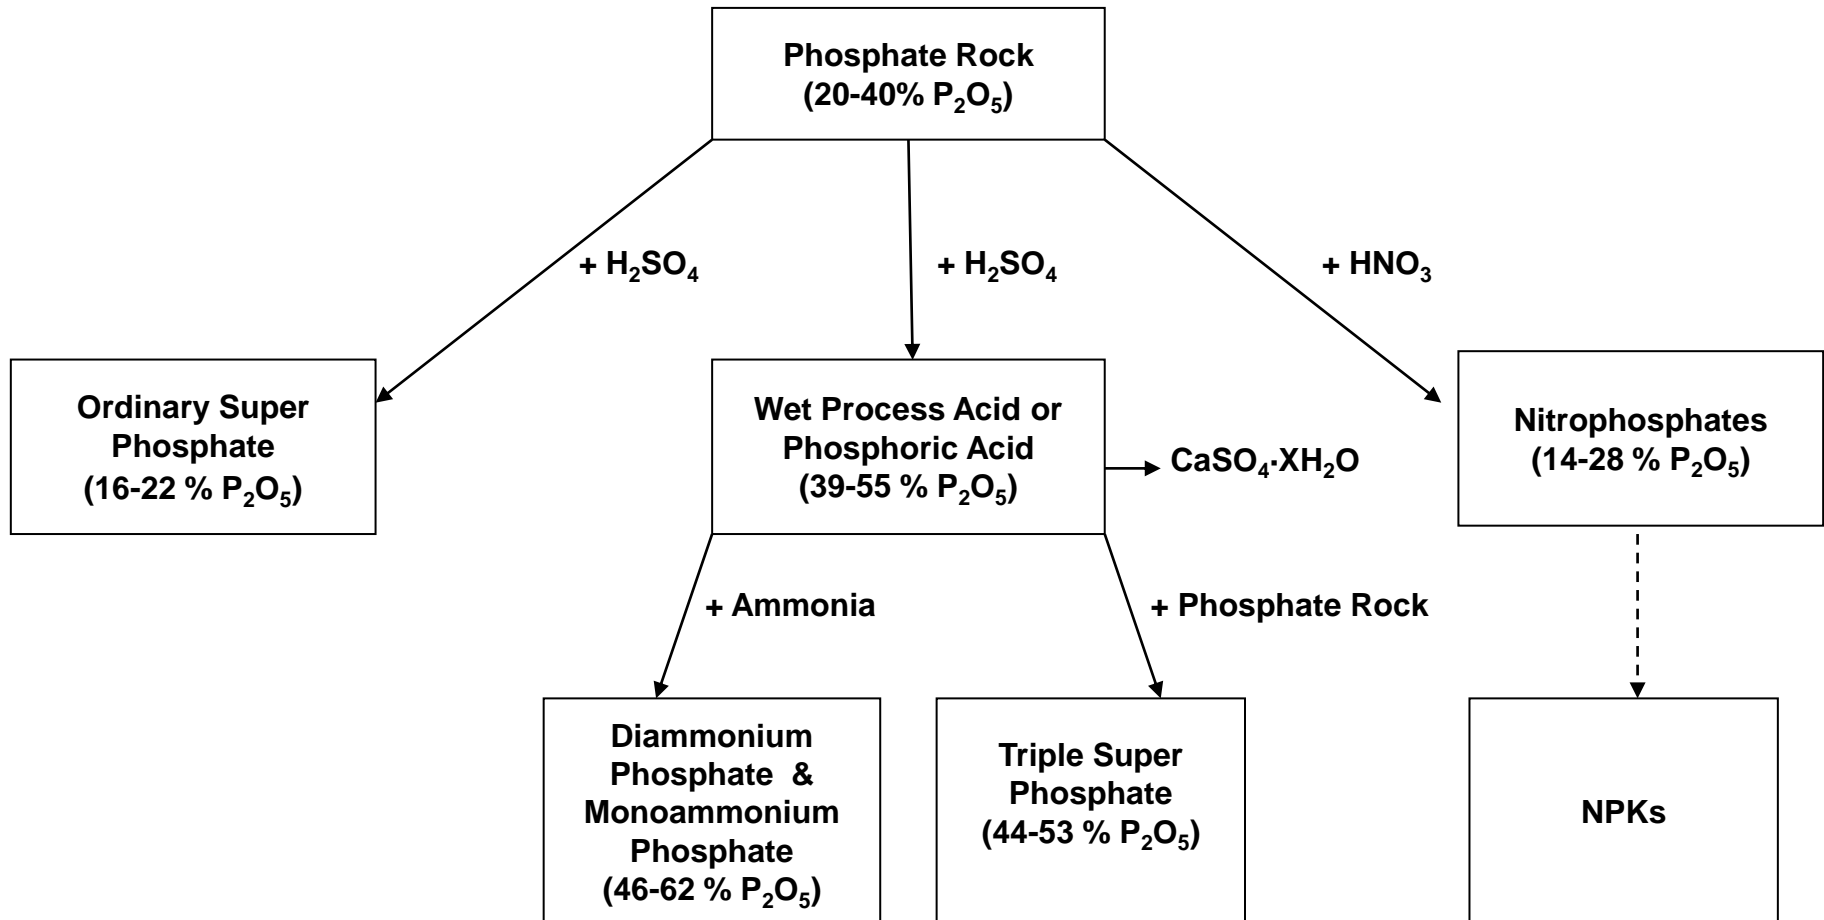 Phosphate Rock
(20-40% P₂O₅)
+ H₂SO₄
+ H₂SO₄
+ HNO₃
Ordinary Super
Phosphate
(16-22 % P₂O₅)
Wet Process Acid or
Phosphoric Acid
(39-55 % P₂O₅)
CaSO₄·XH₂O
Nitrophosphates
(14-28 % P₂O₅)
+ Ammonia
+ Phosphate Rock
Diammonium
Phosphate &
Monoammonium
Phosphate
(46-62 % P₂O₅)
Triple Super
Phosphate
(44-53 % P₂O₅)
NPKs